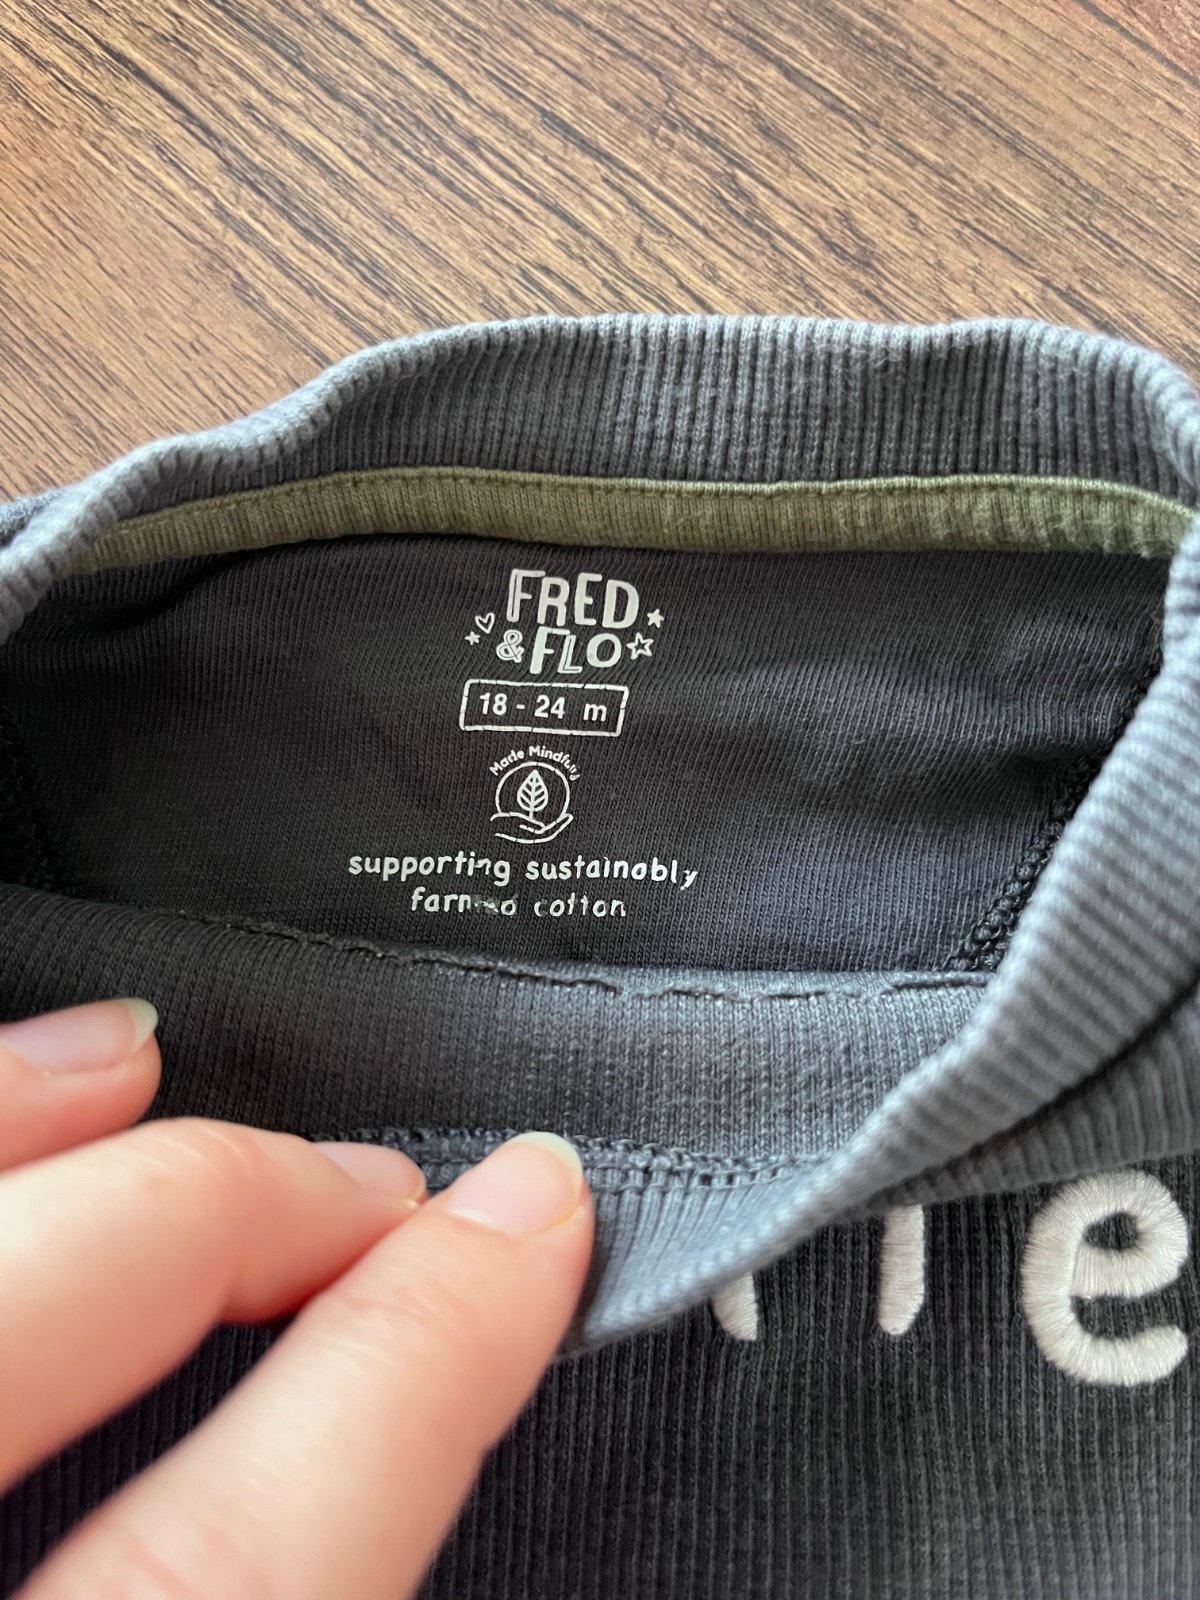 FRED
& FLO
18 - 24 m
Made Mindfully
supporting sustainably
farmed cotton